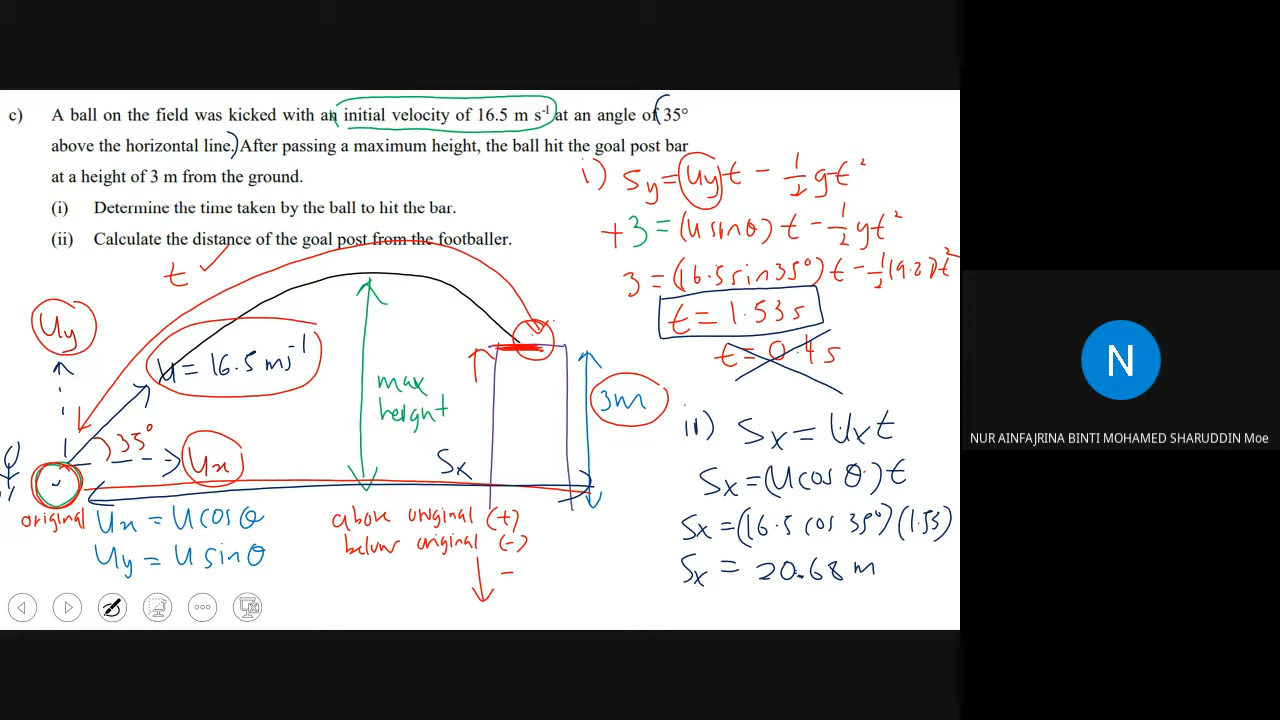 c) A ball on the field was kicked with an initial velocity of 16.5 m s⁻¹ at an angle of 35°
above the horizontal line. After passing a maximum height, the ball hit the goal post bar
at a height of 3 m from the ground.
(i) Determine the time taken by the ball to hit the bar.
(ii) Calculate the distance of the goal post from the footballer.
t ✓
Uy
U = 16.5 ms⁻¹
35°
Ux
max
height
Sx
3m
original
Ux = U cos θ
Uy = U sin θ
above original (+)
below original (-)
-
i) Sy = Uy t - 1/2 gt²
+3 = (U sin θ) t - 1/2 gt²
3 = (16.5 sin 35°) t - 1/2 (9.81) t²
t = 1.53 s
t = 0.4 s
ii) Sx = Ux t
Sx = (U cos θ) t
Sx = (16.5 cos 35°) (1.53)
Sx = 20.68 m
N
NUR AINFAJRINA BINTI MOHAMED SHARUDDIN Moe